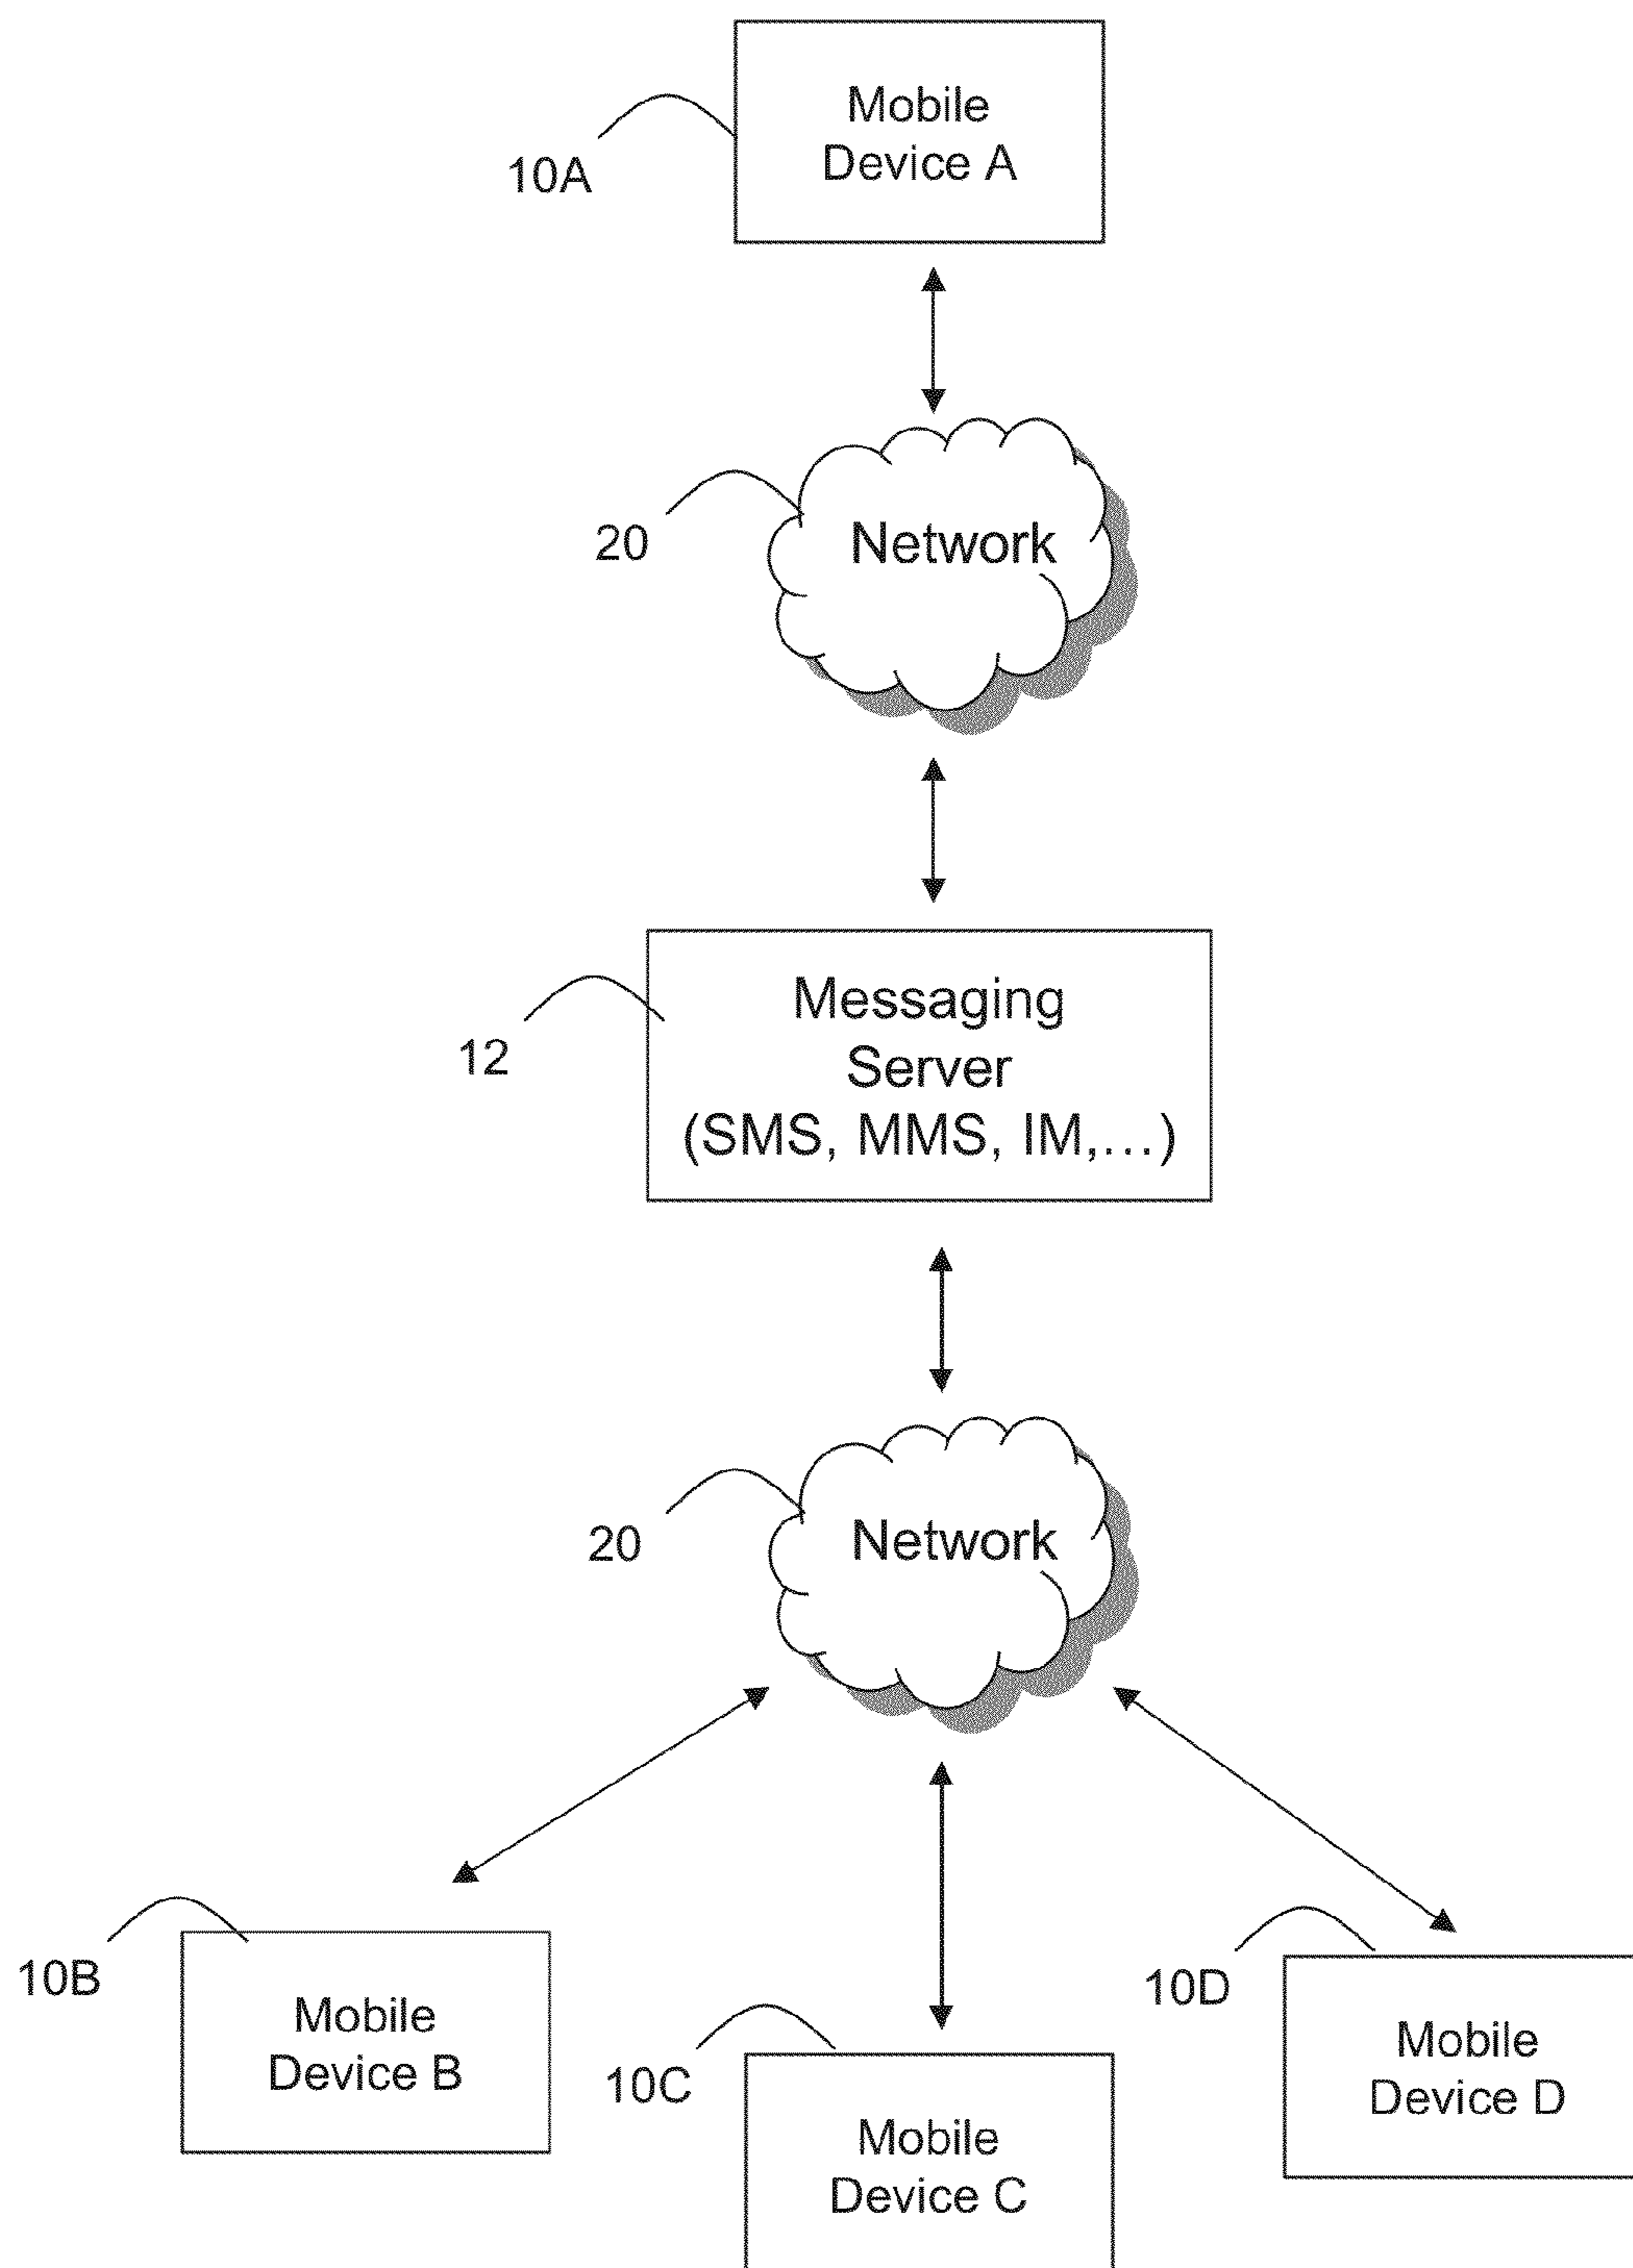 Mobile
Device A
10A
20
Network
Messaging
Server
(SMS, MMS, IM,...)
12
20
Network
10B
Mobile
Device B
10C
Mobile
Device C
10D
Mobile
Device D